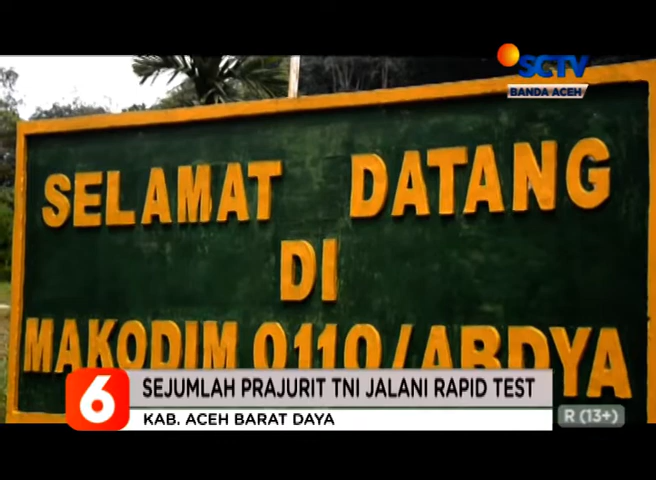 SCTV
BANDA ACEH
SELAMAT DATANG
DI
MAKODIM 0110/ABDYA
6
SEJUMLAH PRAJURIT TNI JALANI RAPID TEST
KAB. ACEH BARAT DAYA
R (13+)